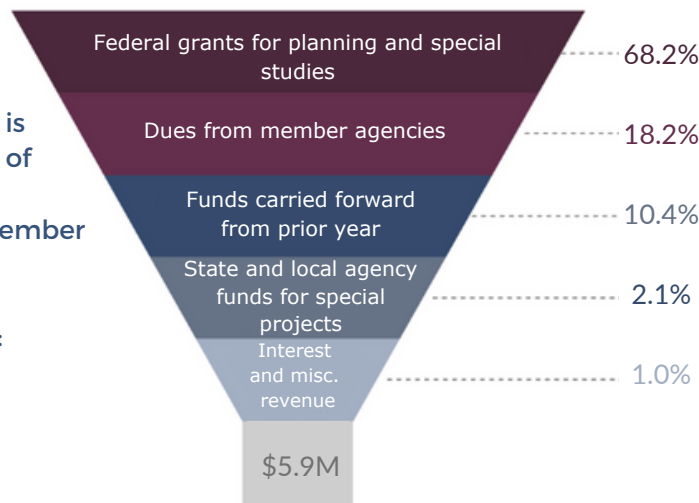 Federal grants for planning and special
studies
68.2%
is
of
Dues from member agencies
18.2%
ember
Funds carried forward
from prior year
10.4%
State and local agency
funds for special
projects
2.1%
:
Interest
and misc.
revenue
1.0%
$5.9M